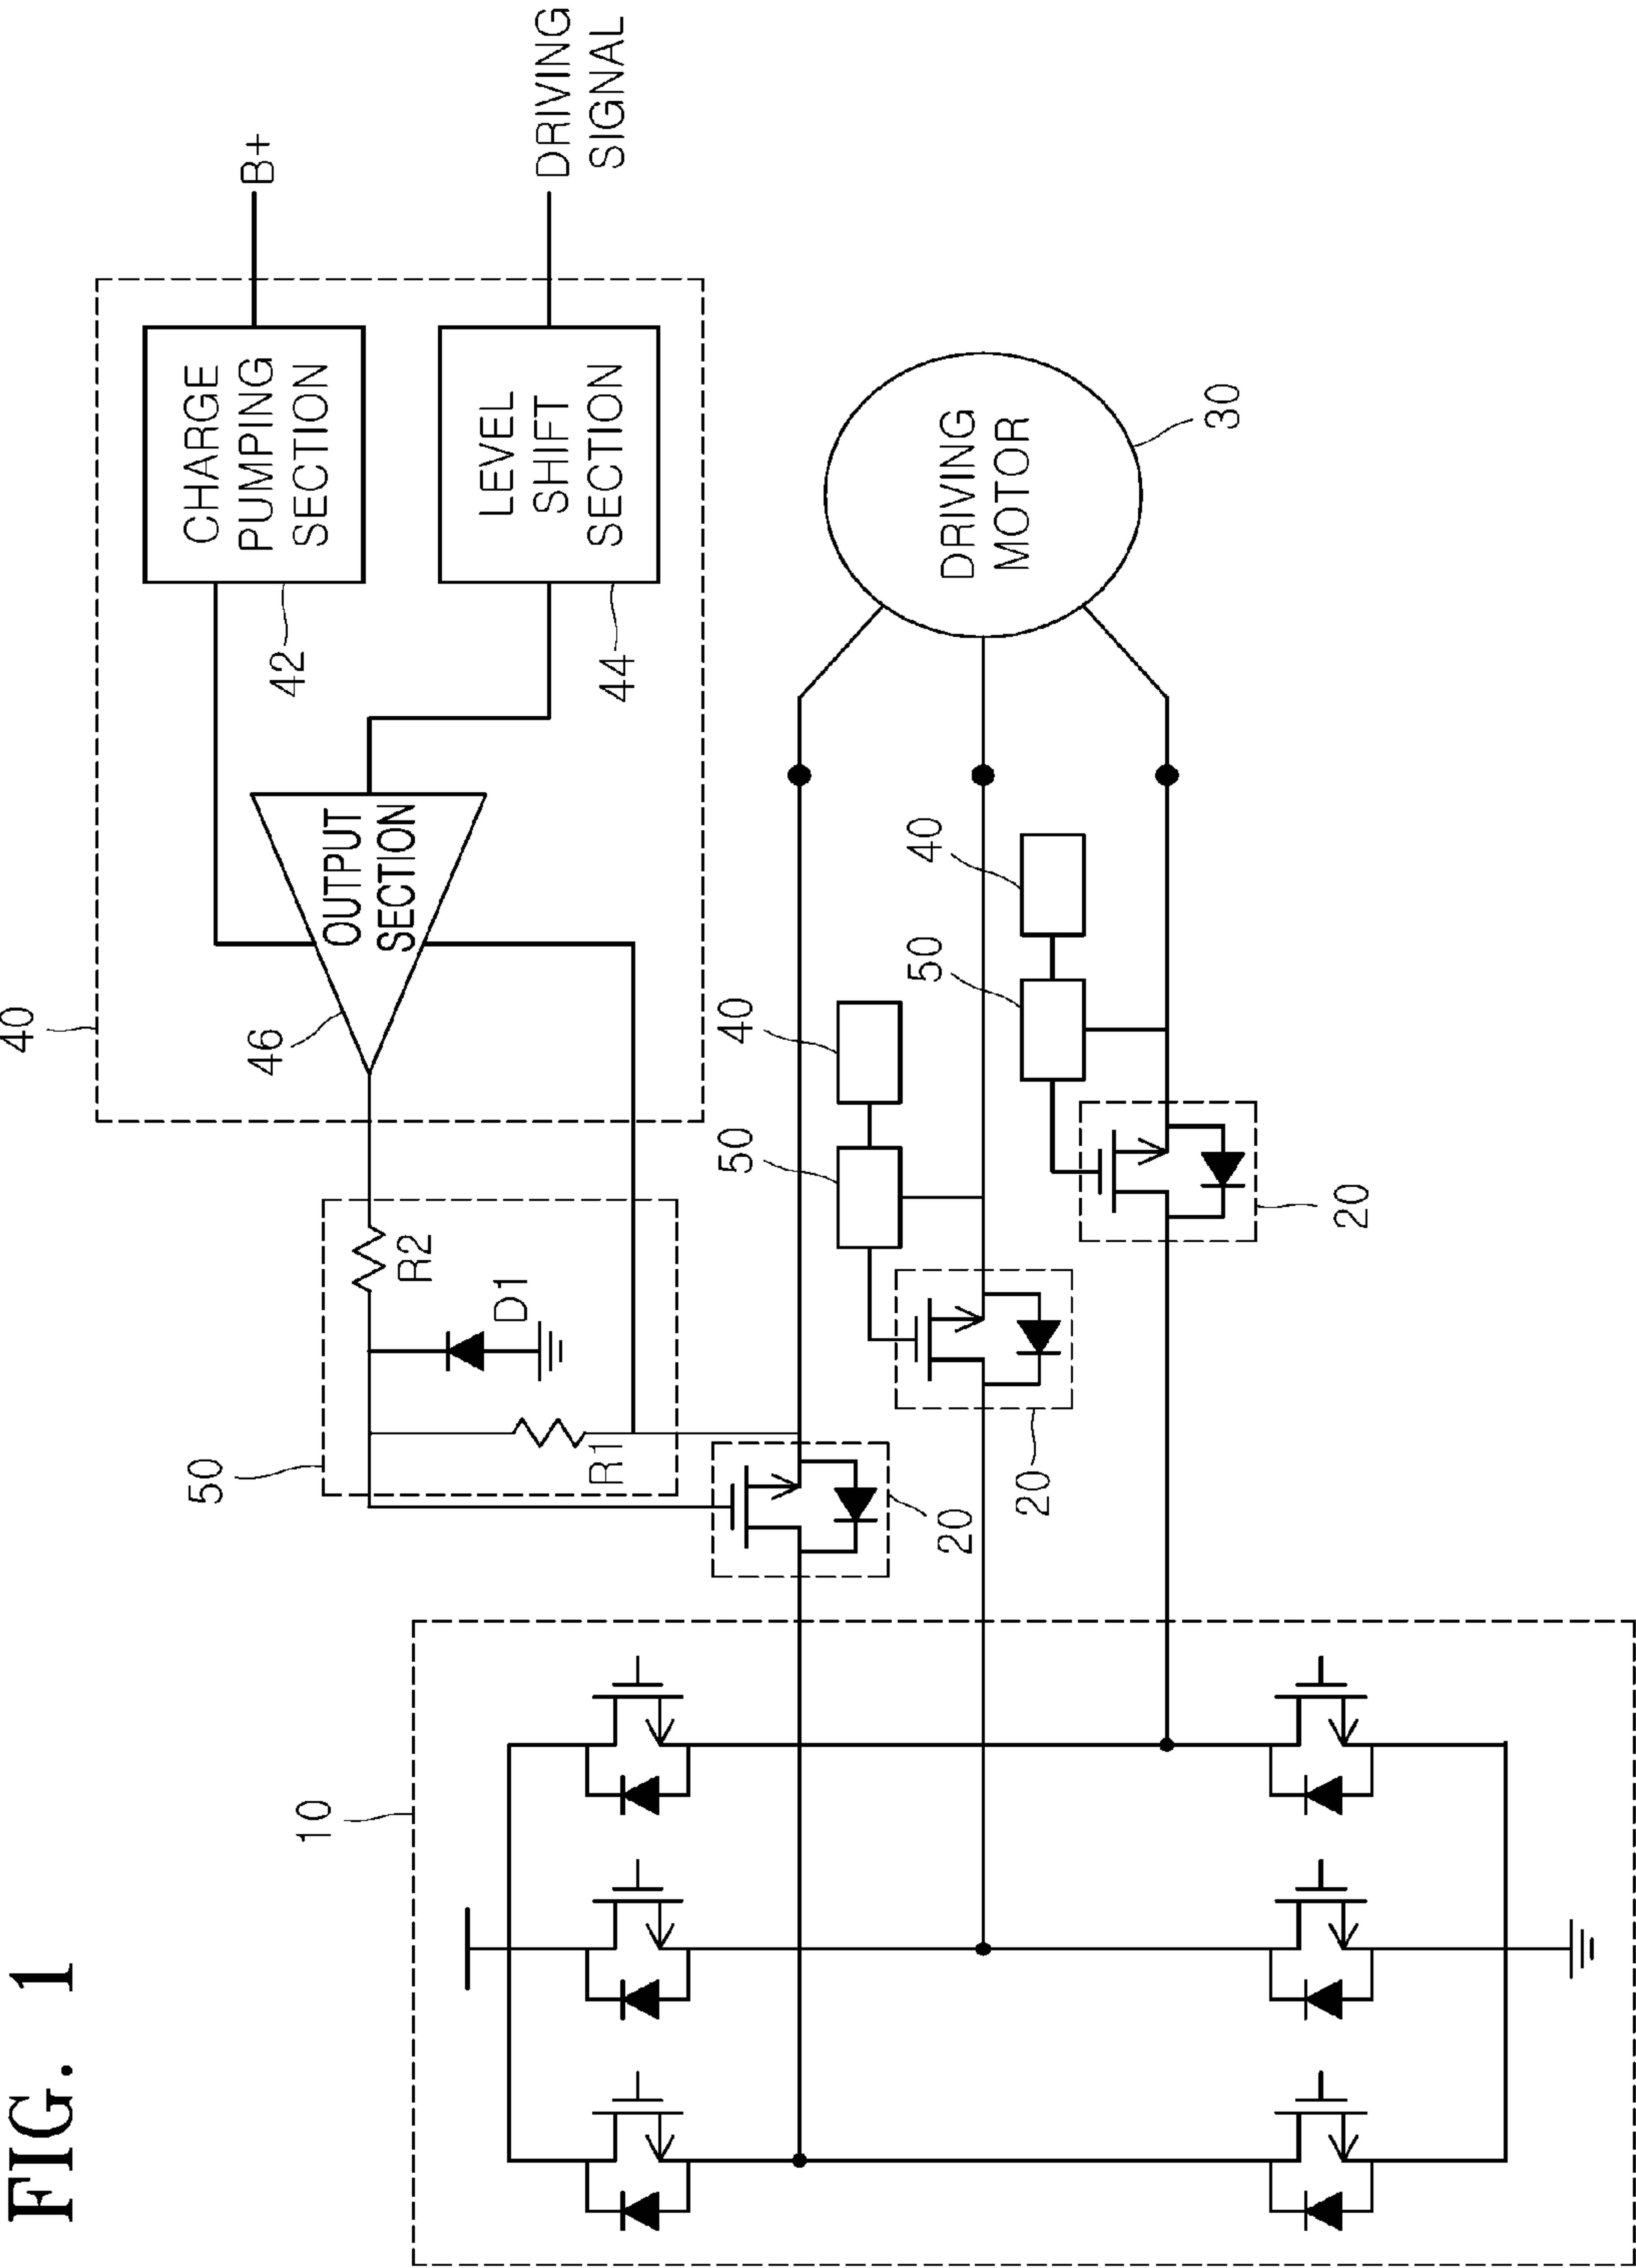 FIG. 1
40
B+
CHARGE
PUMPING
SECTION
42
DRIVING
SIGNAL
LEVEL
SHIFT
SECTION
44
OUTPUT
SECTION
46
50
R2
D1
R1
20
40
50
20
40
50
20
DRIVING
MOTOR
30
10